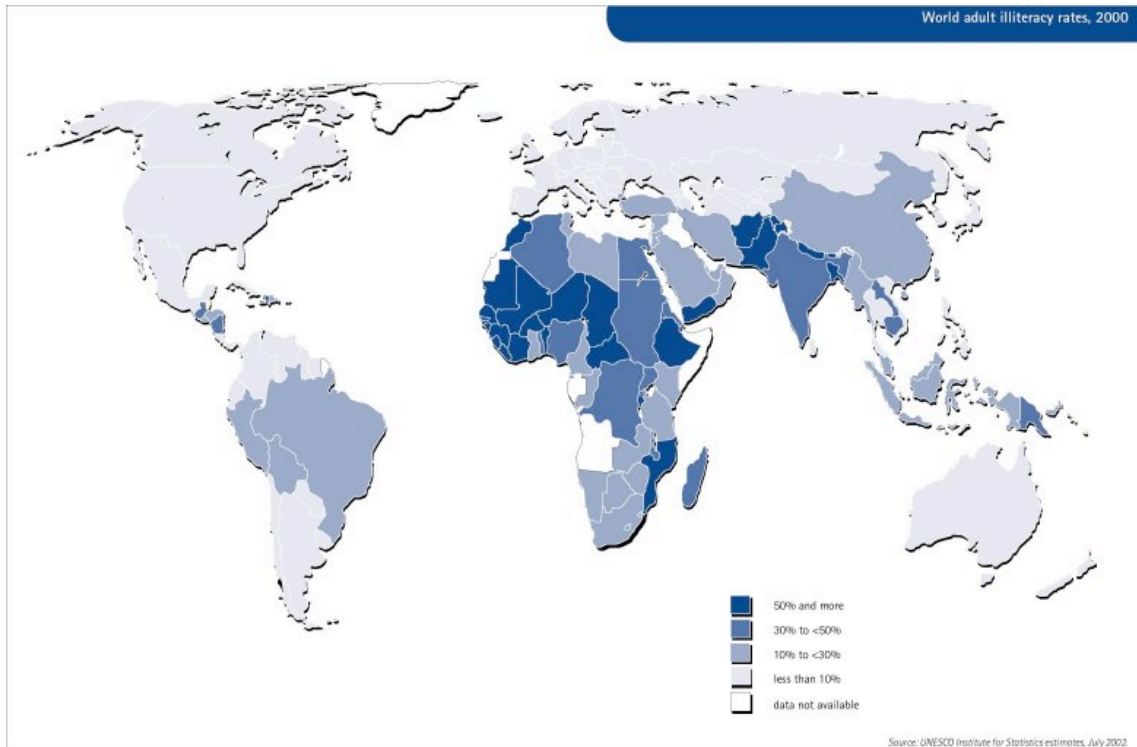 World adult illiteracy rates, 2000
50% and more
30% to <50%
10% to <30%
less than 10%
data not available
Source: UNESCO Institute for Statistics estimates, July 2002.